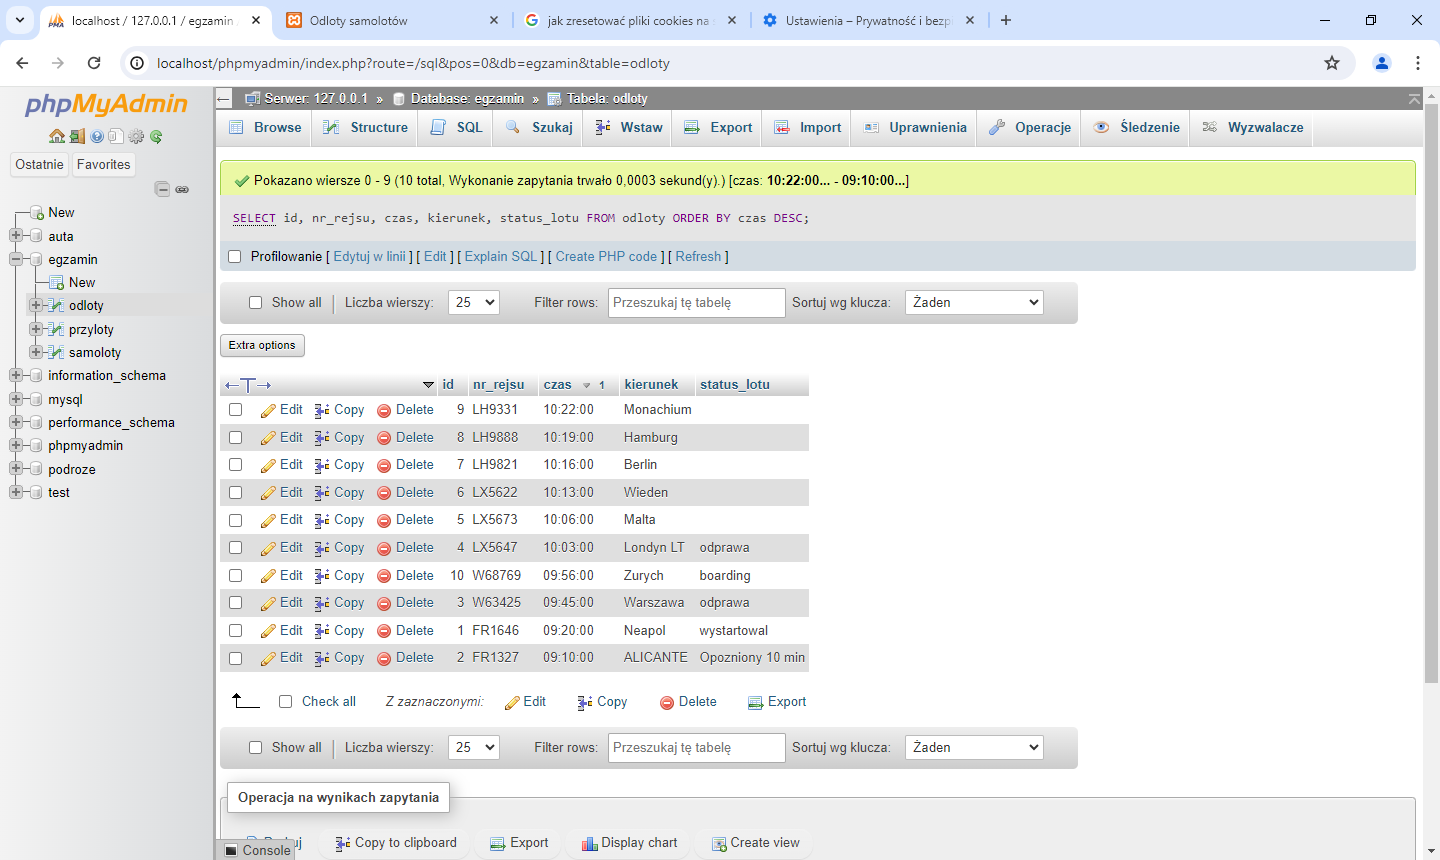 localhost / 127.0.0.1 / egzamin
Odloty samolotów
jak zresetować pliki cookies na
Ustawienia – Prywatność i bezp
localhost/phpmyadmin/index.php?route=/sql&pos=0&db=egzamin&table=odloty
phpMyAdmin
Ostatnie Favorites
New
auta
egzamin
New
odloty
przyloty
samoloty
information_schema
mysql
performance_schema
phpmyadmin
podroze
test
Serwer: 127.0.0.1 » Database: egzamin » Tabela: odloty
Browse Structure SQL Szukaj Wstaw Export Import Uprawnienia Operacje Śledzenie Wyzwalacze
Pokazano wiersze 0 - 9 (10 total, Wykonanie zapytania trwało 0,0003 sekund(y).) [czas: 10:22:00... - 09:10:00...]
SELECT id, nr_rejsu, czas, kierunek, status_lotu FROM odloty ORDER BY czas DESC;
Profilowanie [ Edytuj w linii ] [ Edit ] [ Explain SQL ] [ Create PHP code ] [ Refresh ]
Show all Liczba wierszy: 25 Filter rows: Przeszukaj tę tabelę Sortuj wg klucza: Żaden
Extra options
id nr_rejsu czas 1 kierunek status_lotu
Edit Copy Delete 9 LH9331 10:22:00 Monachium
Edit Copy Delete 8 LH9888 10:19:00 Hamburg
Edit Copy Delete 7 LH9821 10:16:00 Berlin
Edit Copy Delete 6 LX5622 10:13:00 Wieden
Edit Copy Delete 5 LX5673 10:06:00 Malta
Edit Copy Delete 4 LX5647 10:03:00 Londyn LT odprawa
Edit Copy Delete 10 W68769 09:56:00 Zurych boarding
Edit Copy Delete 3 W63425 09:45:00 Warszawa odprawa
Edit Copy Delete 1 FR1646 09:20:00 Neapol wystartowal
Edit Copy Delete 2 FR1327 09:10:00 ALICANTE Opozniony 10 min
Check all Z zaznaczonymi: Edit Copy Delete Export
Show all Liczba wierszy: 25 Filter rows: Przeszukaj tę tabelę Sortuj wg klucza: Żaden
Operacja na wynikach zapytania
Copy to clipboard Export Display chart Create view
Console